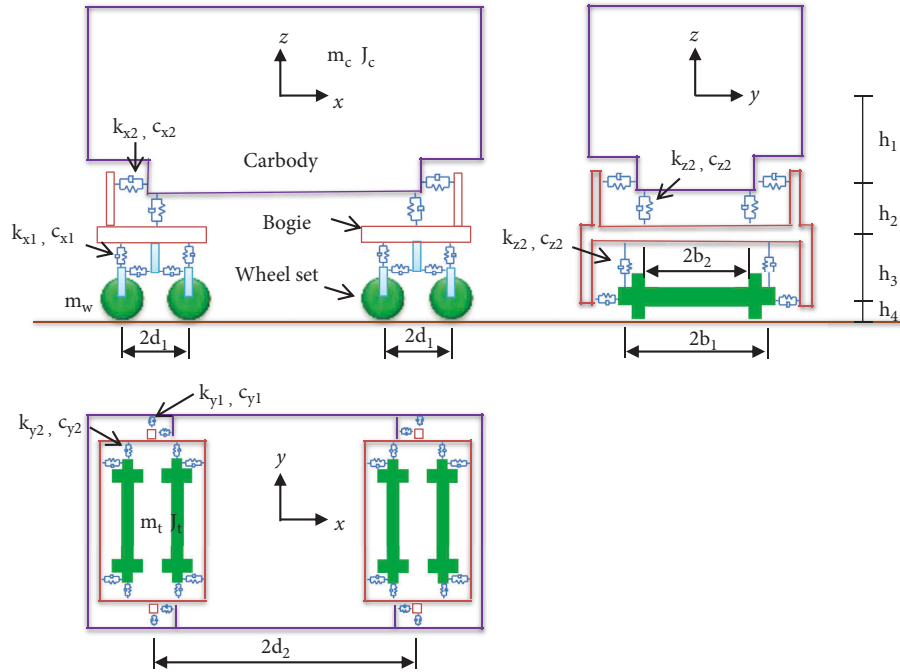 z
m_c J_c
x
k_x2 , c_x2
Carbody
Bogie
k_x1 , c_x1
Wheel set
m_w
2d_1
2d_1
z
y
k_z2 , c_z2
k_z2 , c_z2
2b_2
2b_1
h_1
h_2
h_3
h_4
k_y1 , c_y1
k_y2 , c_y2
y
x
m_t J_t
2d_2